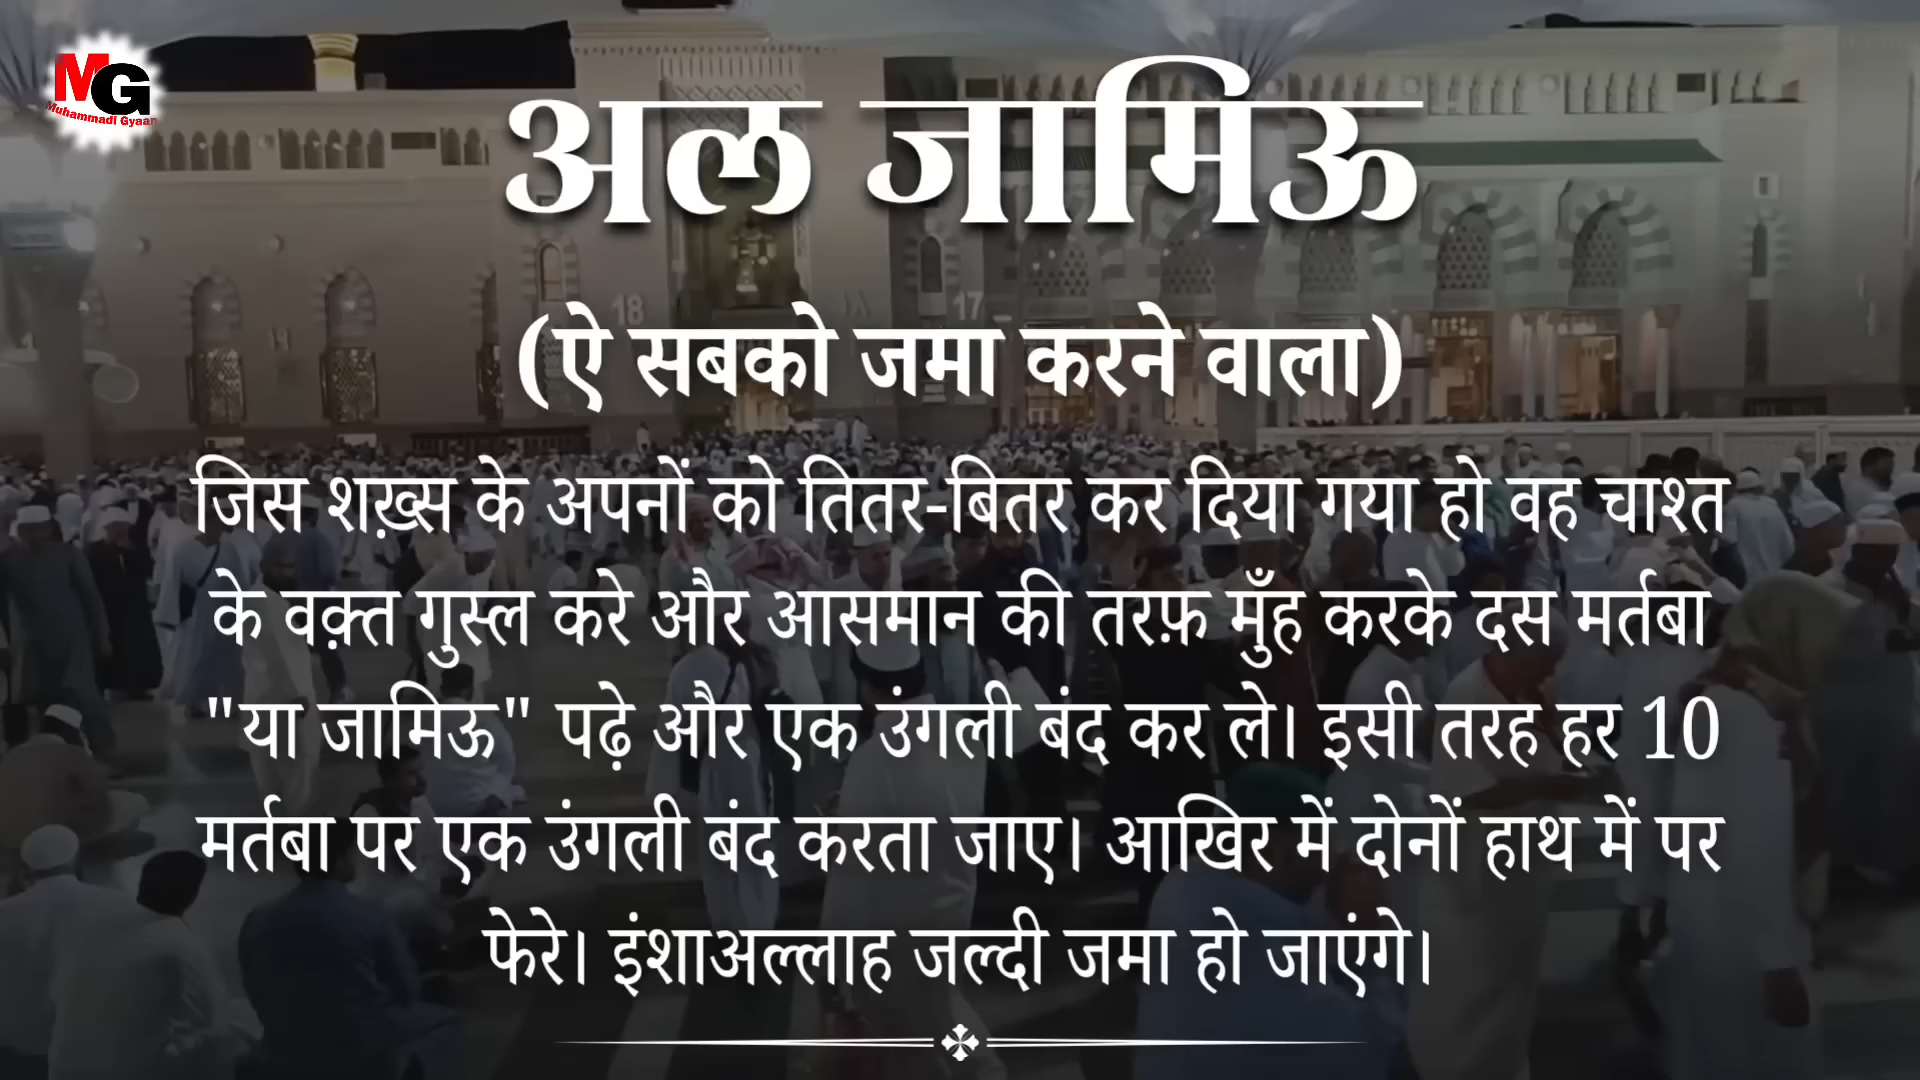 MG
Muhammadi Gyaan
अल जामिऊ
18
17
(ऐ सबको जमा करने वाला)
जिस शख़्स के अपनों को तितर-बितर कर दिया गया हो वह चाश्त
के वक़्त गुस्ल करे और आसमान की तरफ़ मुँह करके दस मर्तबा
"या जामिऊ" पढ़े और एक उंगली बंद कर ले। इसी तरह हर 10
मर्तबा पर एक उंगली बंद करता जाए। आखिर में दोनों हाथ में पर
फेरे। इंशाअल्लाह जल्दी जमा हो जाएंगे।